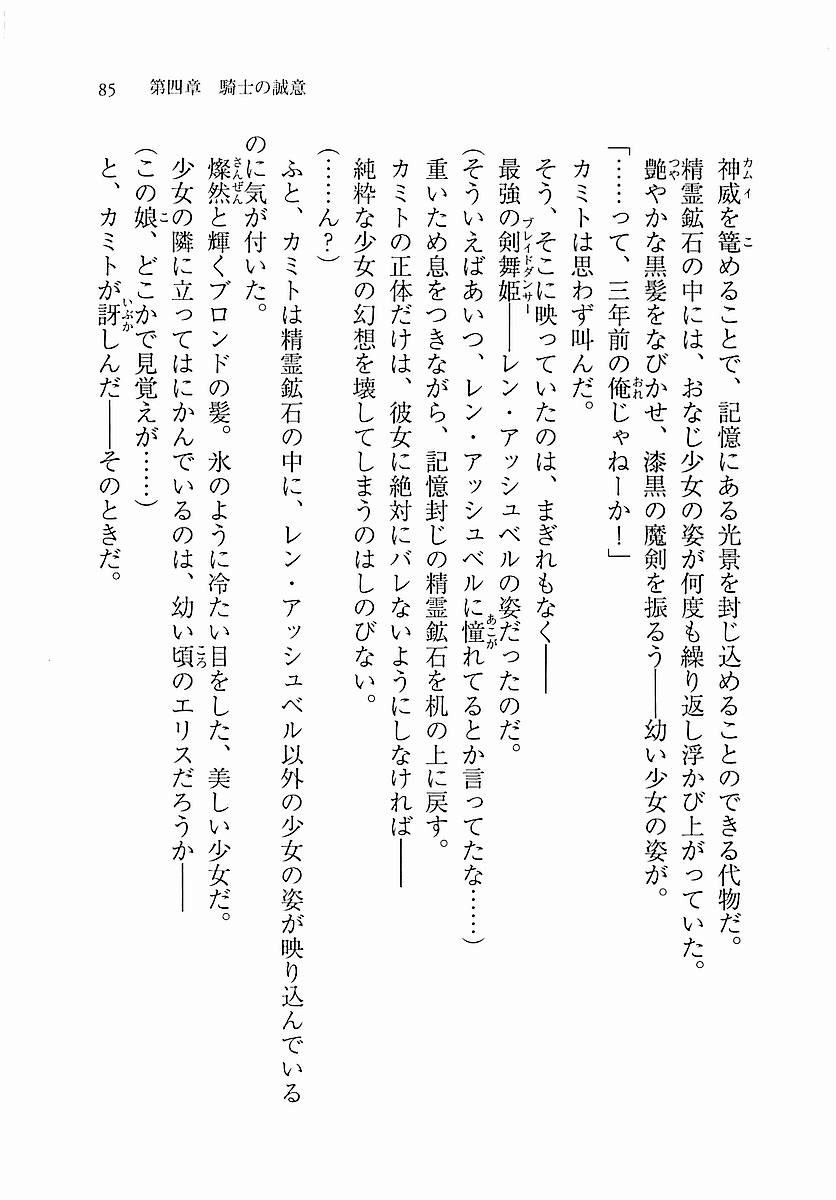 85　第四章　騎士の誠意
神威を篭めることで、記憶にある光景を封じ込めることのできる代物だ。
精霊鉱石の中には、おなじ少女の姿が何度も繰り返し浮かび上がっていた。
艶やかな黒髪をなびかせ、漆黒の魔剣を振るう――幼い少女の姿が。
「……って、三年前の俺じゃねーか！」
カミトは思わず叫んだ。
そう、そこに映っていたのは、まぎれもなく――
最強の剣舞姫――レン・アッシュベルの姿だったのだ。
（そういえばあいつ、レン・アッシュベルに憧れてるとか言ってたな……）
重いため息をつきながら、記憶封じの精霊鉱石を机の上に戻す。
カミトの正体だけは、彼女に絶対にバレないようにしなければ――
純粋な少女の幻想を壊してしまうのはしのびない。
（……ん？）
ふと、カミトは精霊鉱石の中に、レン・アッシュベル以外の少女の姿が映り込んでいる
のに気が付いた。
燦然と輝くブロンドの髪。氷のように冷たい目をした、美しい少女だ。
少女の隣に立ってはにかんでいるのは、幼い頃のエリスだろうか――
（この娘、どこかで見覚えが……）
と、カミトが訝しんだ――そのときだ。